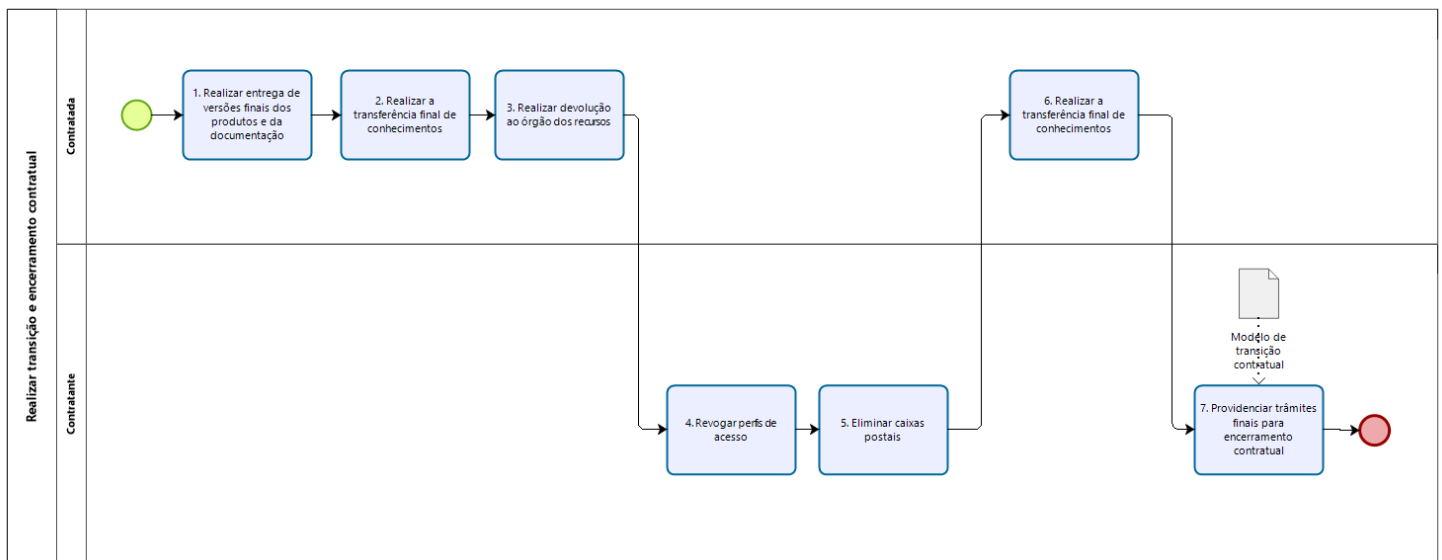 Realizar transição e encerramento contratual
Contratada
1. Realizar entrega de
versões finais dos
produtos e da
documentação
2. Realizar a
transferência final de
conhecimentos
3. Realizar devolução
ao órgão dos recursos
6. Realizar a
transferência final de
conhecimentos
Contratante
4. Revogar perfis de
acesso
5. Eliminar caixas
postais
Modelo de
transição
contratual
7. Providenciar trâmites
finais para
encerramento
contratual